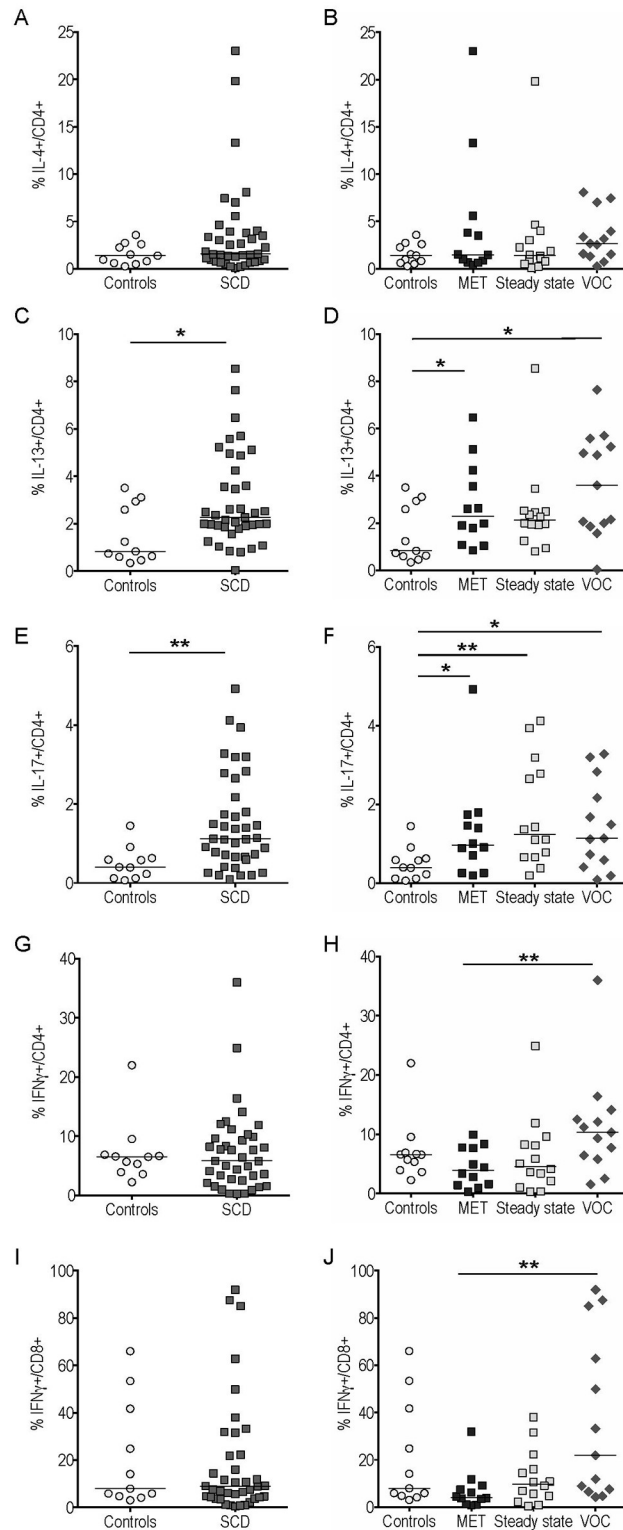 A
B
% IL-4+/CD4+
25
20
15
10
5
0
Controls
SCD
% IL-4+/CD4+
25
20
15
10
5
0
Controls
MET
Steady state
VOC
C
D
% IL-13+/CD4+
10
8
6
4
2
0
*
Controls
SCD
% IL-13+/CD4+
10
8
6
4
2
0
*
*
Controls
MET
Steady state
VOC
E
F
% IL-17+/CD4+
6
4
2
0
**
Controls
SCD
% IL-17+/CD4+
6
4
2
0
*
**
*
Controls
MET
Steady state
VOC
G
H
% IFNγ+/CD4+
40
30
20
10
0
Controls
SCD
% IFNγ+/CD4+
40
30
20
10
0
**
Controls
MET
Steady state
VOC
I
J
% IFNγ+/CD8+
100
80
60
40
20
0
Controls
SCD
% IFNγ+/CD8+
100
80
60
40
20
0
**
Controls
MET
Steady state
VOC